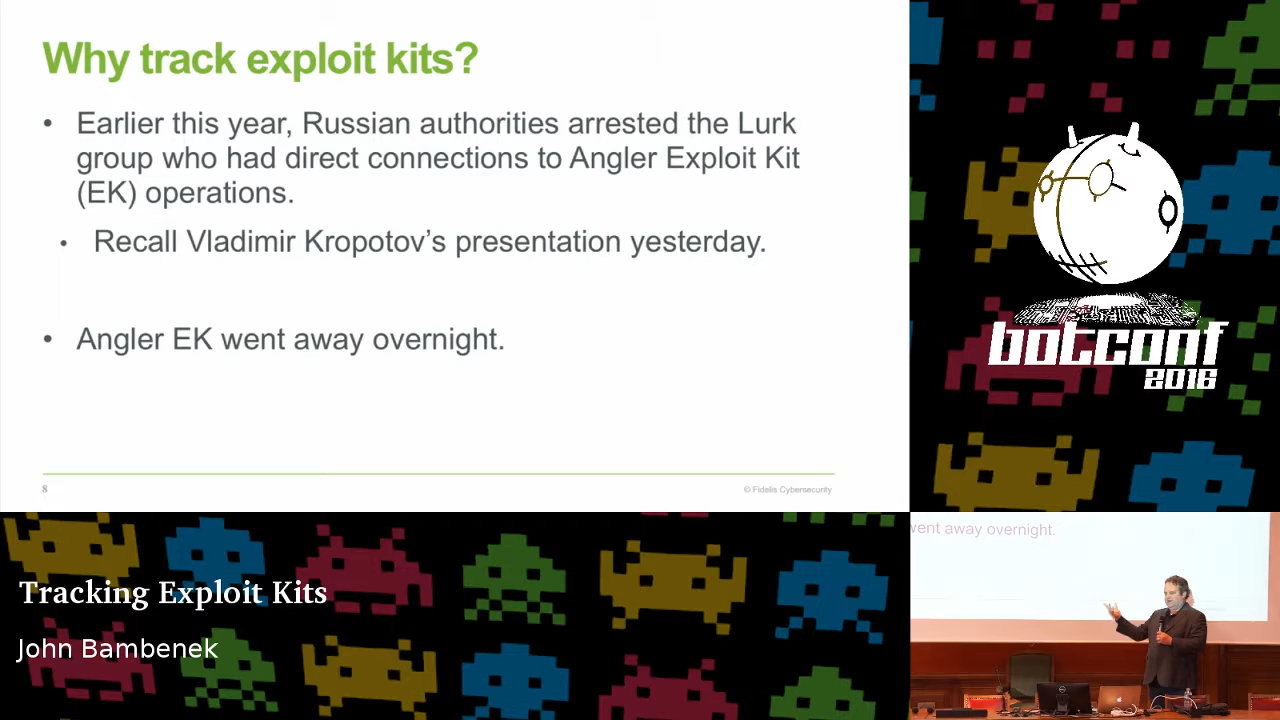 Why track exploit kits?
• Earlier this year, Russian authorities arrested the Lurk
group who had direct connections to Angler Exploit Kit
(EK) operations.
• Recall Vladimir Kropotov’s presentation yesterday.
• Angler EK went away overnight.
8
© Fidelis Cybersecurity
botconf
2016
went away overnight.
Tracking Exploit Kits
John Bambenek